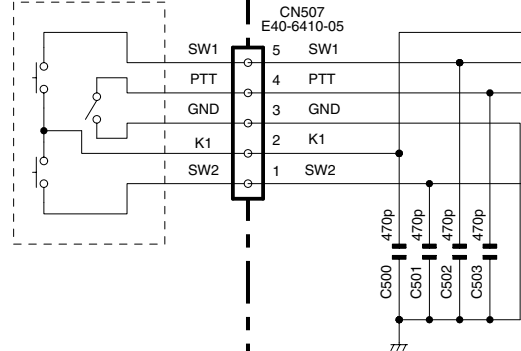 CN507
E40-6410-05
SW1 5 SW1
PTT 4 PTT
GND 3 GND
K1 2 K1
SW2 1 SW2
470p 470p 470p 470p
C500 C501 C502 C503